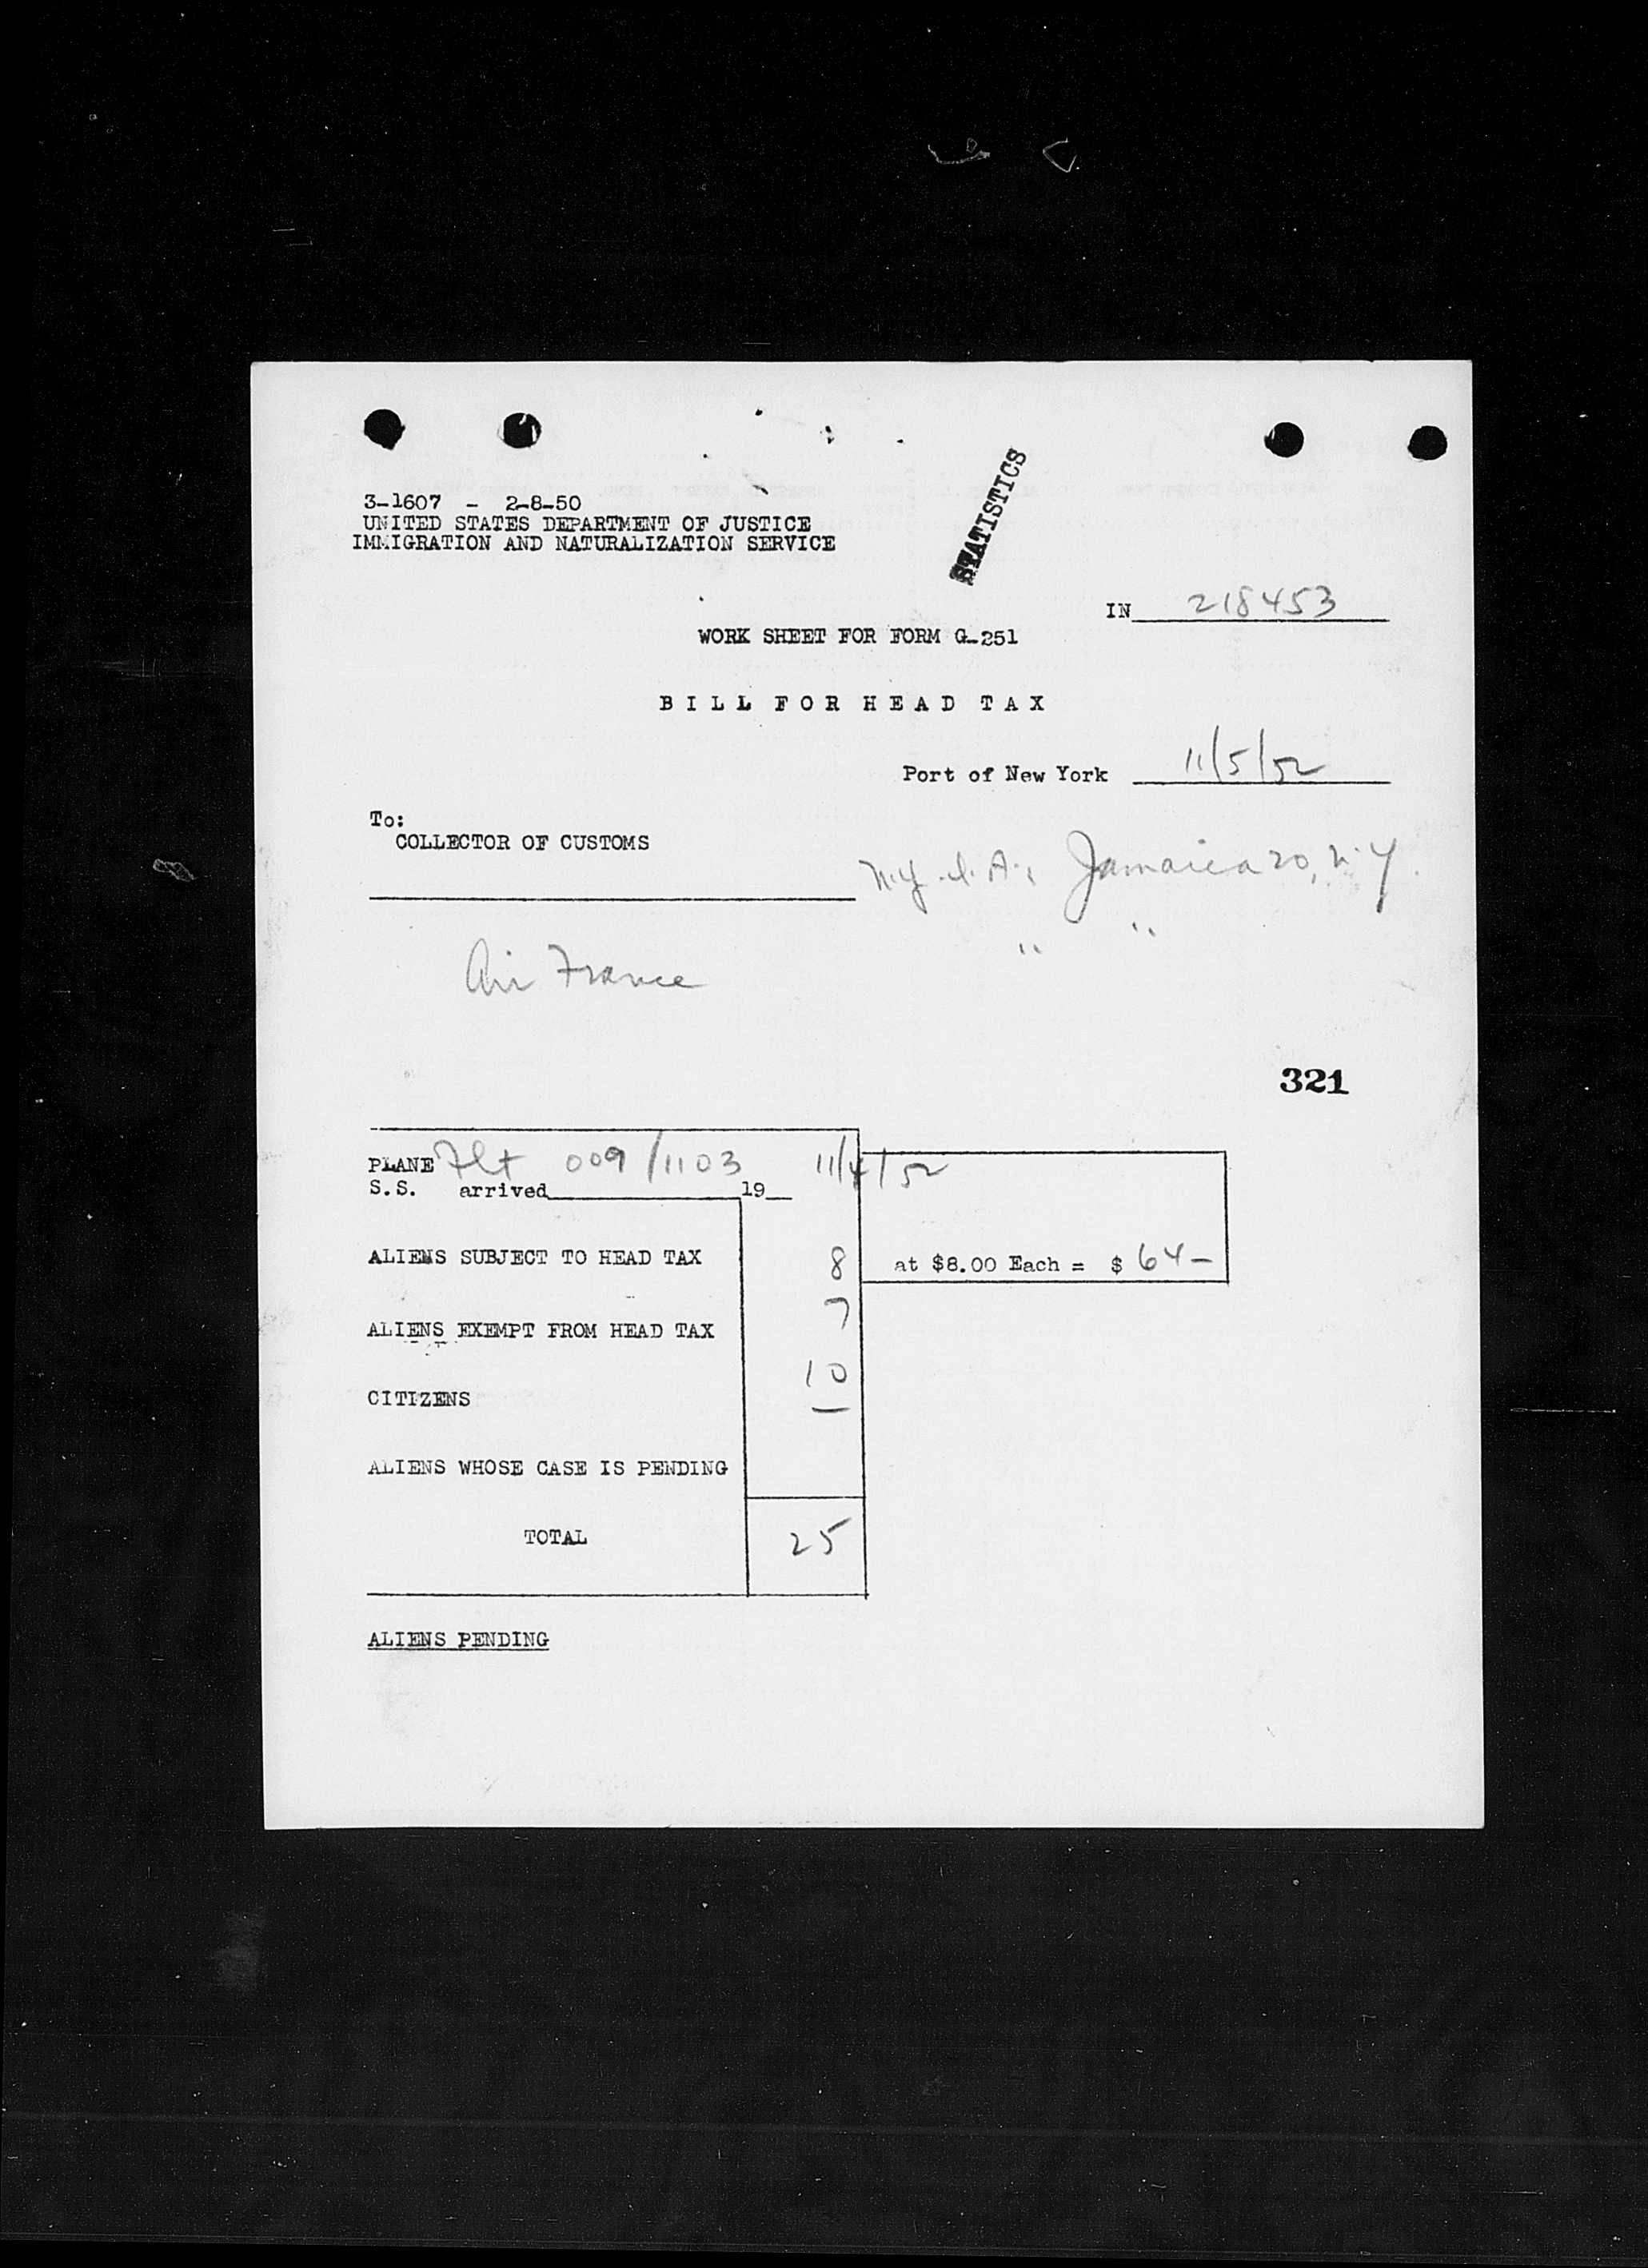 STATISTICS
3-1607 - 2-8-50
UNITED STATES DEPARTMENT OF JUSTICE
IMMIGRATION AND NATURALIZATION SERVICE
IN 218453
WORK SHEET FOR FORM G-251
BILL FOR HEAD TAX
Port of New York 11/5/52
To:
COLLECTOR OF CUSTOMS
N.Y.I.A., Jamaica 20, N.Y.
Air France " "
321
PLANE Flt 009/1103 11/4/52
S.S. arrived 19
ALIENS SUBJECT TO HEAD TAX 8 at $8.00 Each = $ 64-
ALIENS EXEMPT FROM HEAD TAX 7
CITIZENS 10
ALIENS WHOSE CASE IS PENDING
TOTAL 25
ALIENS PENDING